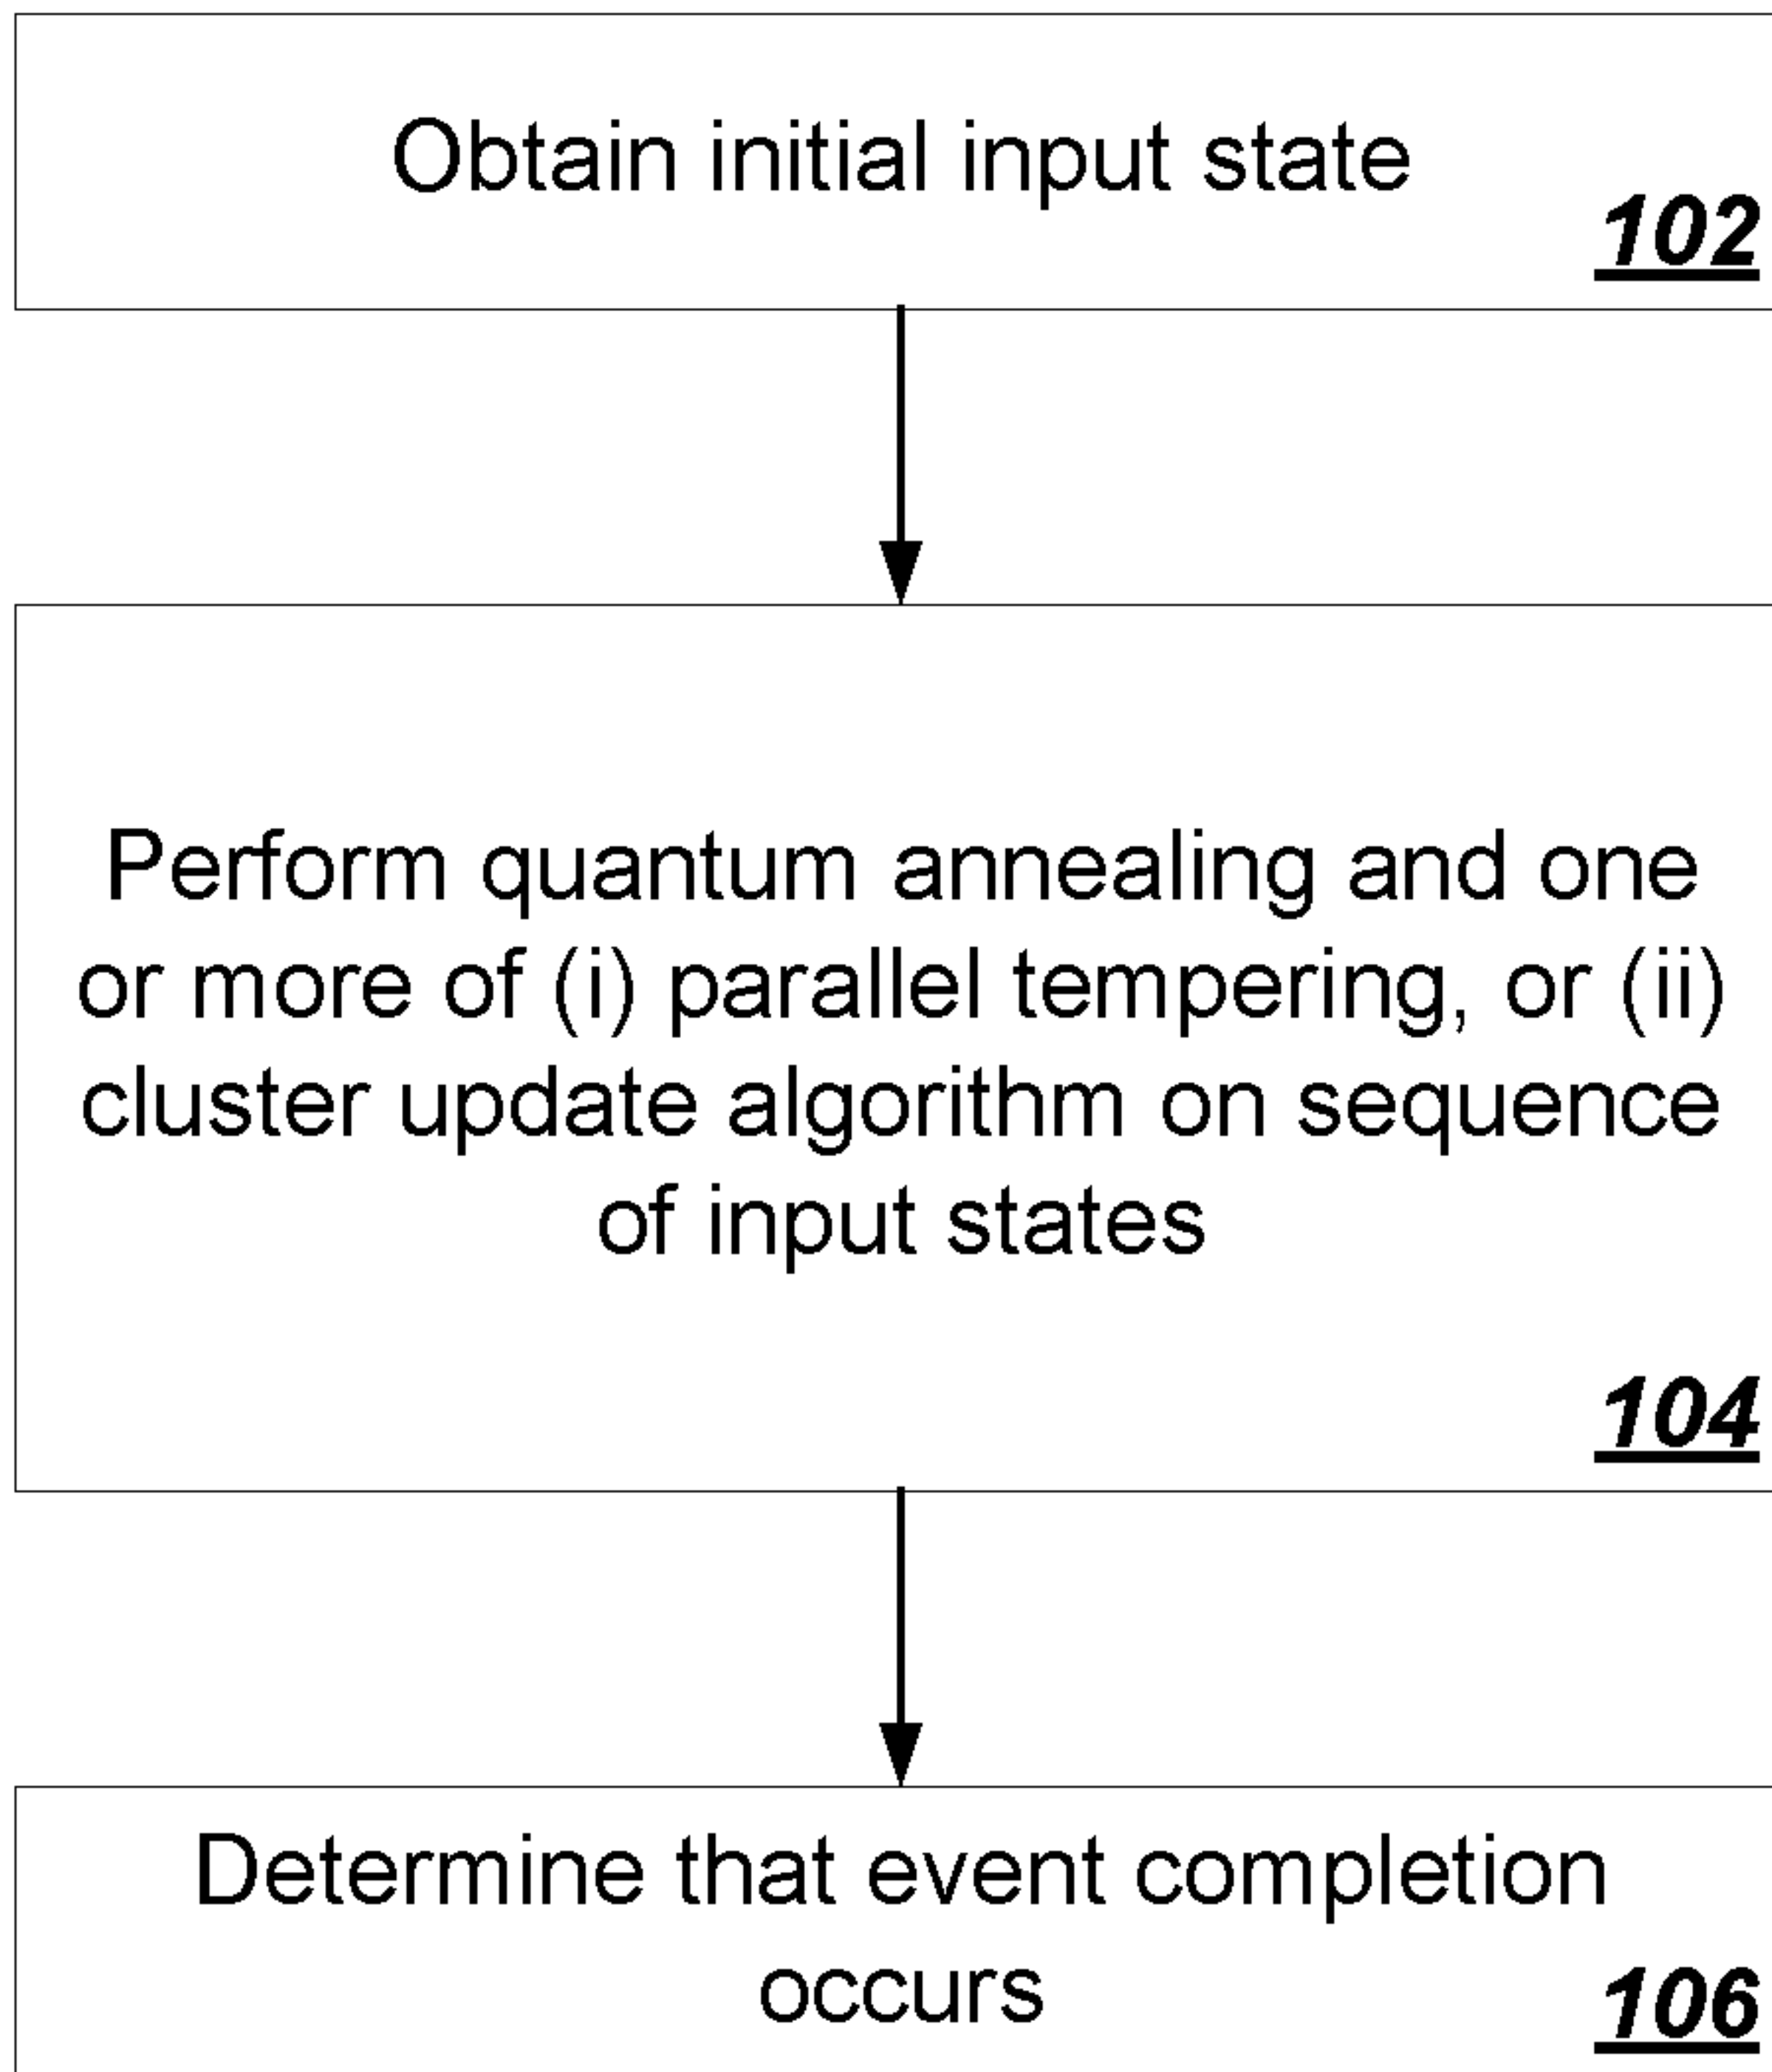 Obtain initial input state
102
Perform quantum annealing and one
or more of (i) parallel tempering, or (ii)
cluster update algorithm on sequence
of input states
104
Determine that event completion
occurs
106